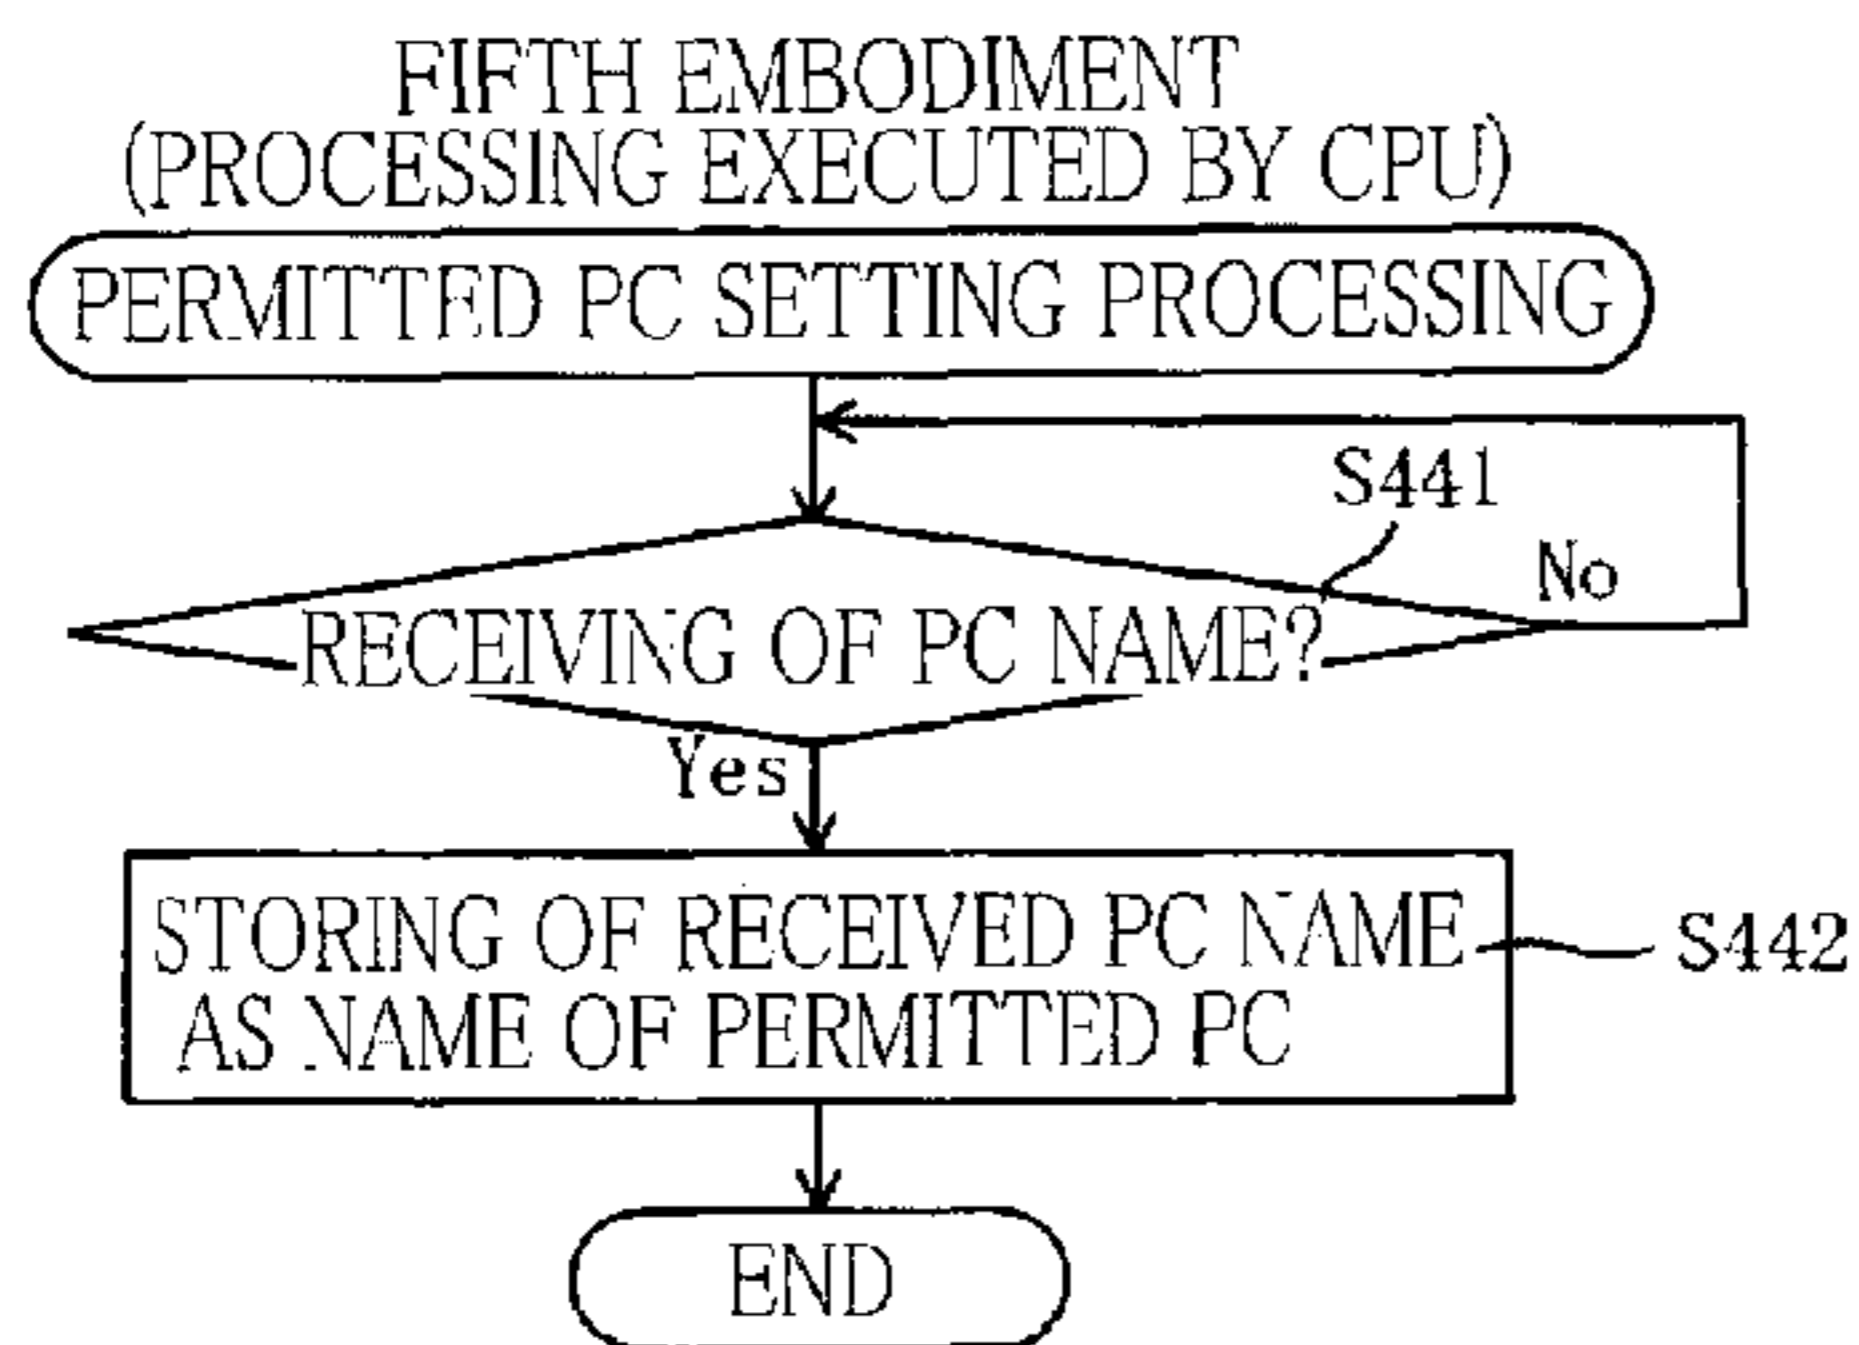 FIFTH EMBODIMENT
(PROCESSING EXECUTED BY CPU)
PERMITTED PC SETTING PROCESSING
S441
No
RECEIVING OF PC NAME?
Yes
STORING OF RECEIVED PC NAME
AS NAME OF PERMITTED PC
S442
END